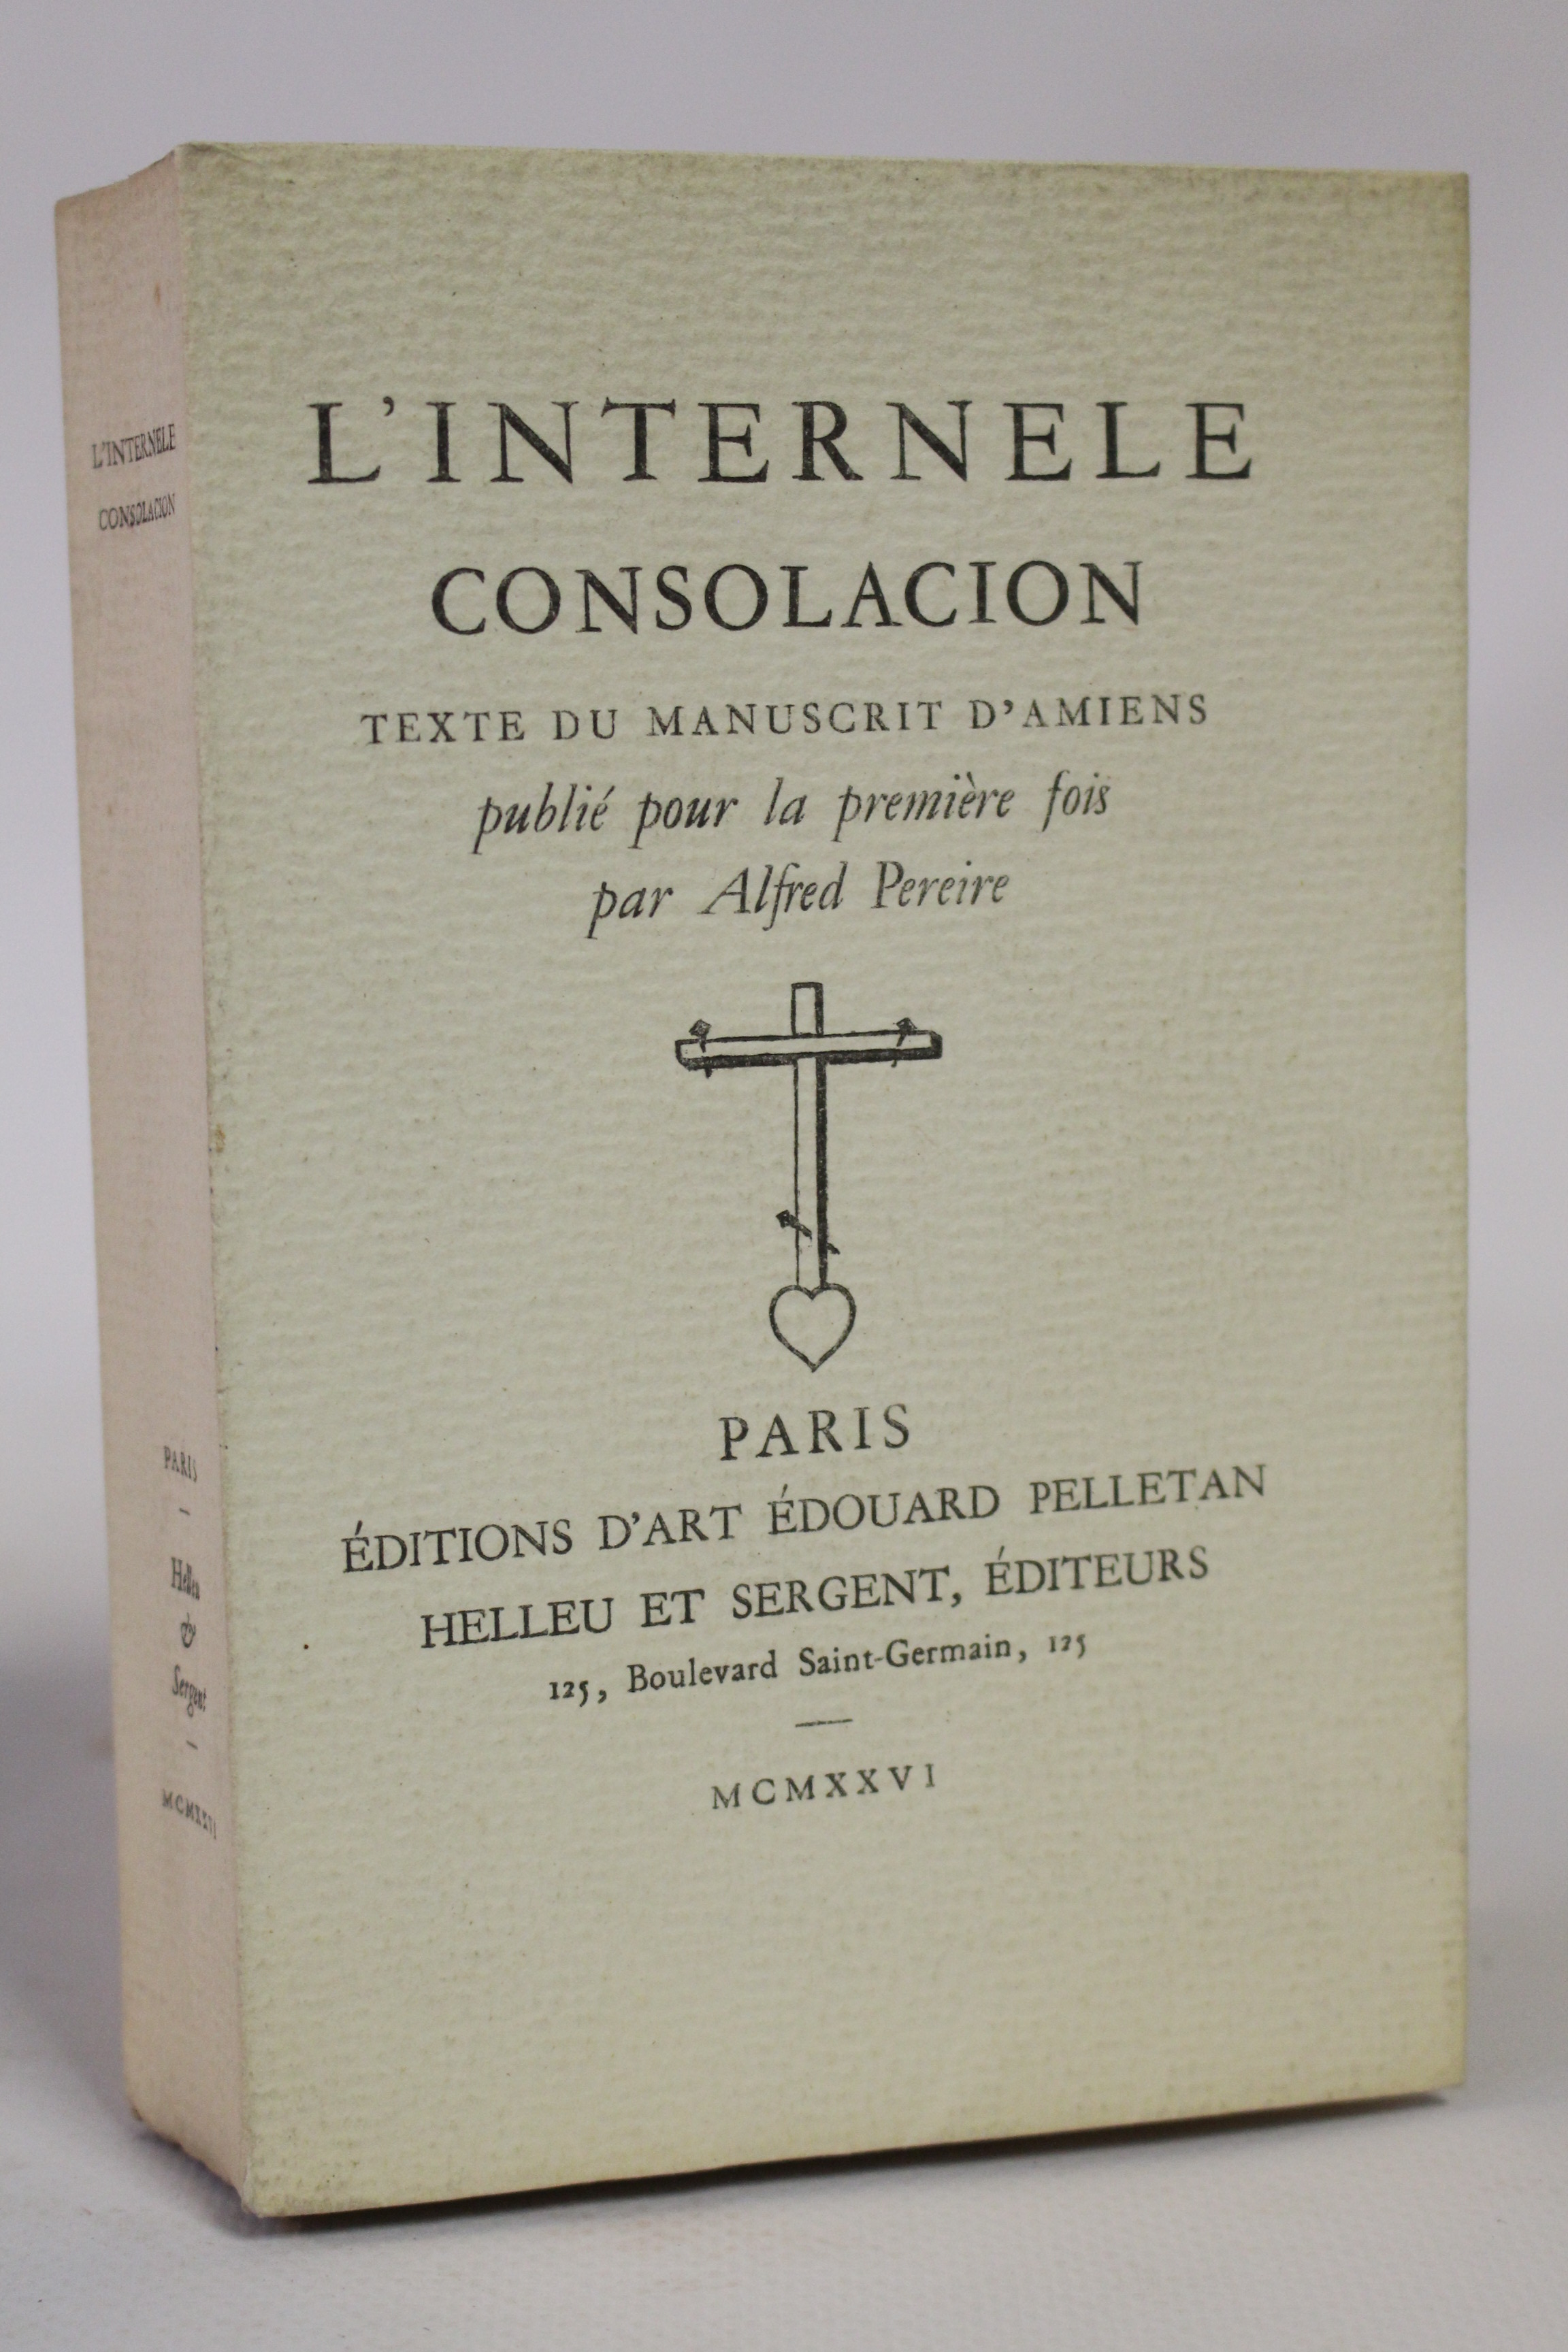 L'INTERNELE
CONSOLACION
TEXTE DU MANUSCRIT D'AMIENS
publié pour la première fois
par Alfred Pereire
PARIS
ÉDITIONS D'ART ÉDOUARD PELLETAN
HELLEU ET SERGENT, ÉDITEURS
125, Boulevard Saint-Germain, 125
MCMXXVI
L'INTERNELE
CONSOLACION
PARIS
Helleu
&
Sergent
MCMXXVI